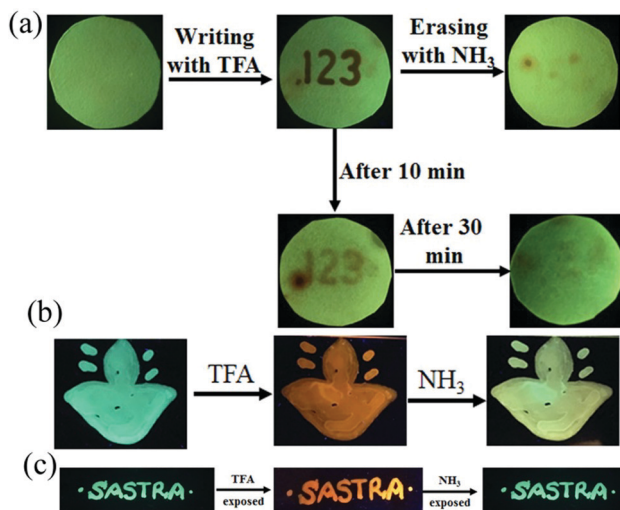 (a)
Writing
with TFA
.123
Erasing
with NH₃
After 10 min
.123
After 30
min
(b)
TFA
NH₃
(c)
·SASTRA·
TFA
exposed
·SASTRA·
NH₃
exposed
·SASTRA·